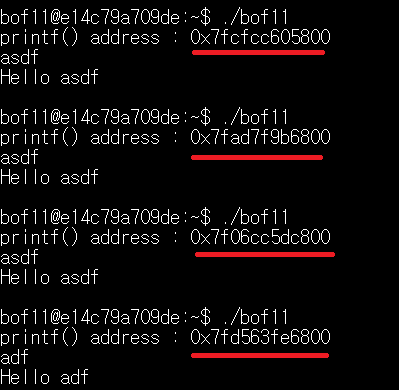 bof11@e14c79a709de:~$ ./bof11
printf() address : 0x7fcfcc605800
asdf
Hello asdf
bof11@e14c79a709de:~$ ./bof11
printf() address : 0x7fad7f9b6800
asdf
Hello asdf
bof11@e14c79a709de:~$ ./bof11
printf() address : 0x7f06cc5dc800
asdf
Hello asdf
bof11@e14c79a709de:~$ ./bof11
printf() address : 0x7fd563fe6800
adf
Hello adf